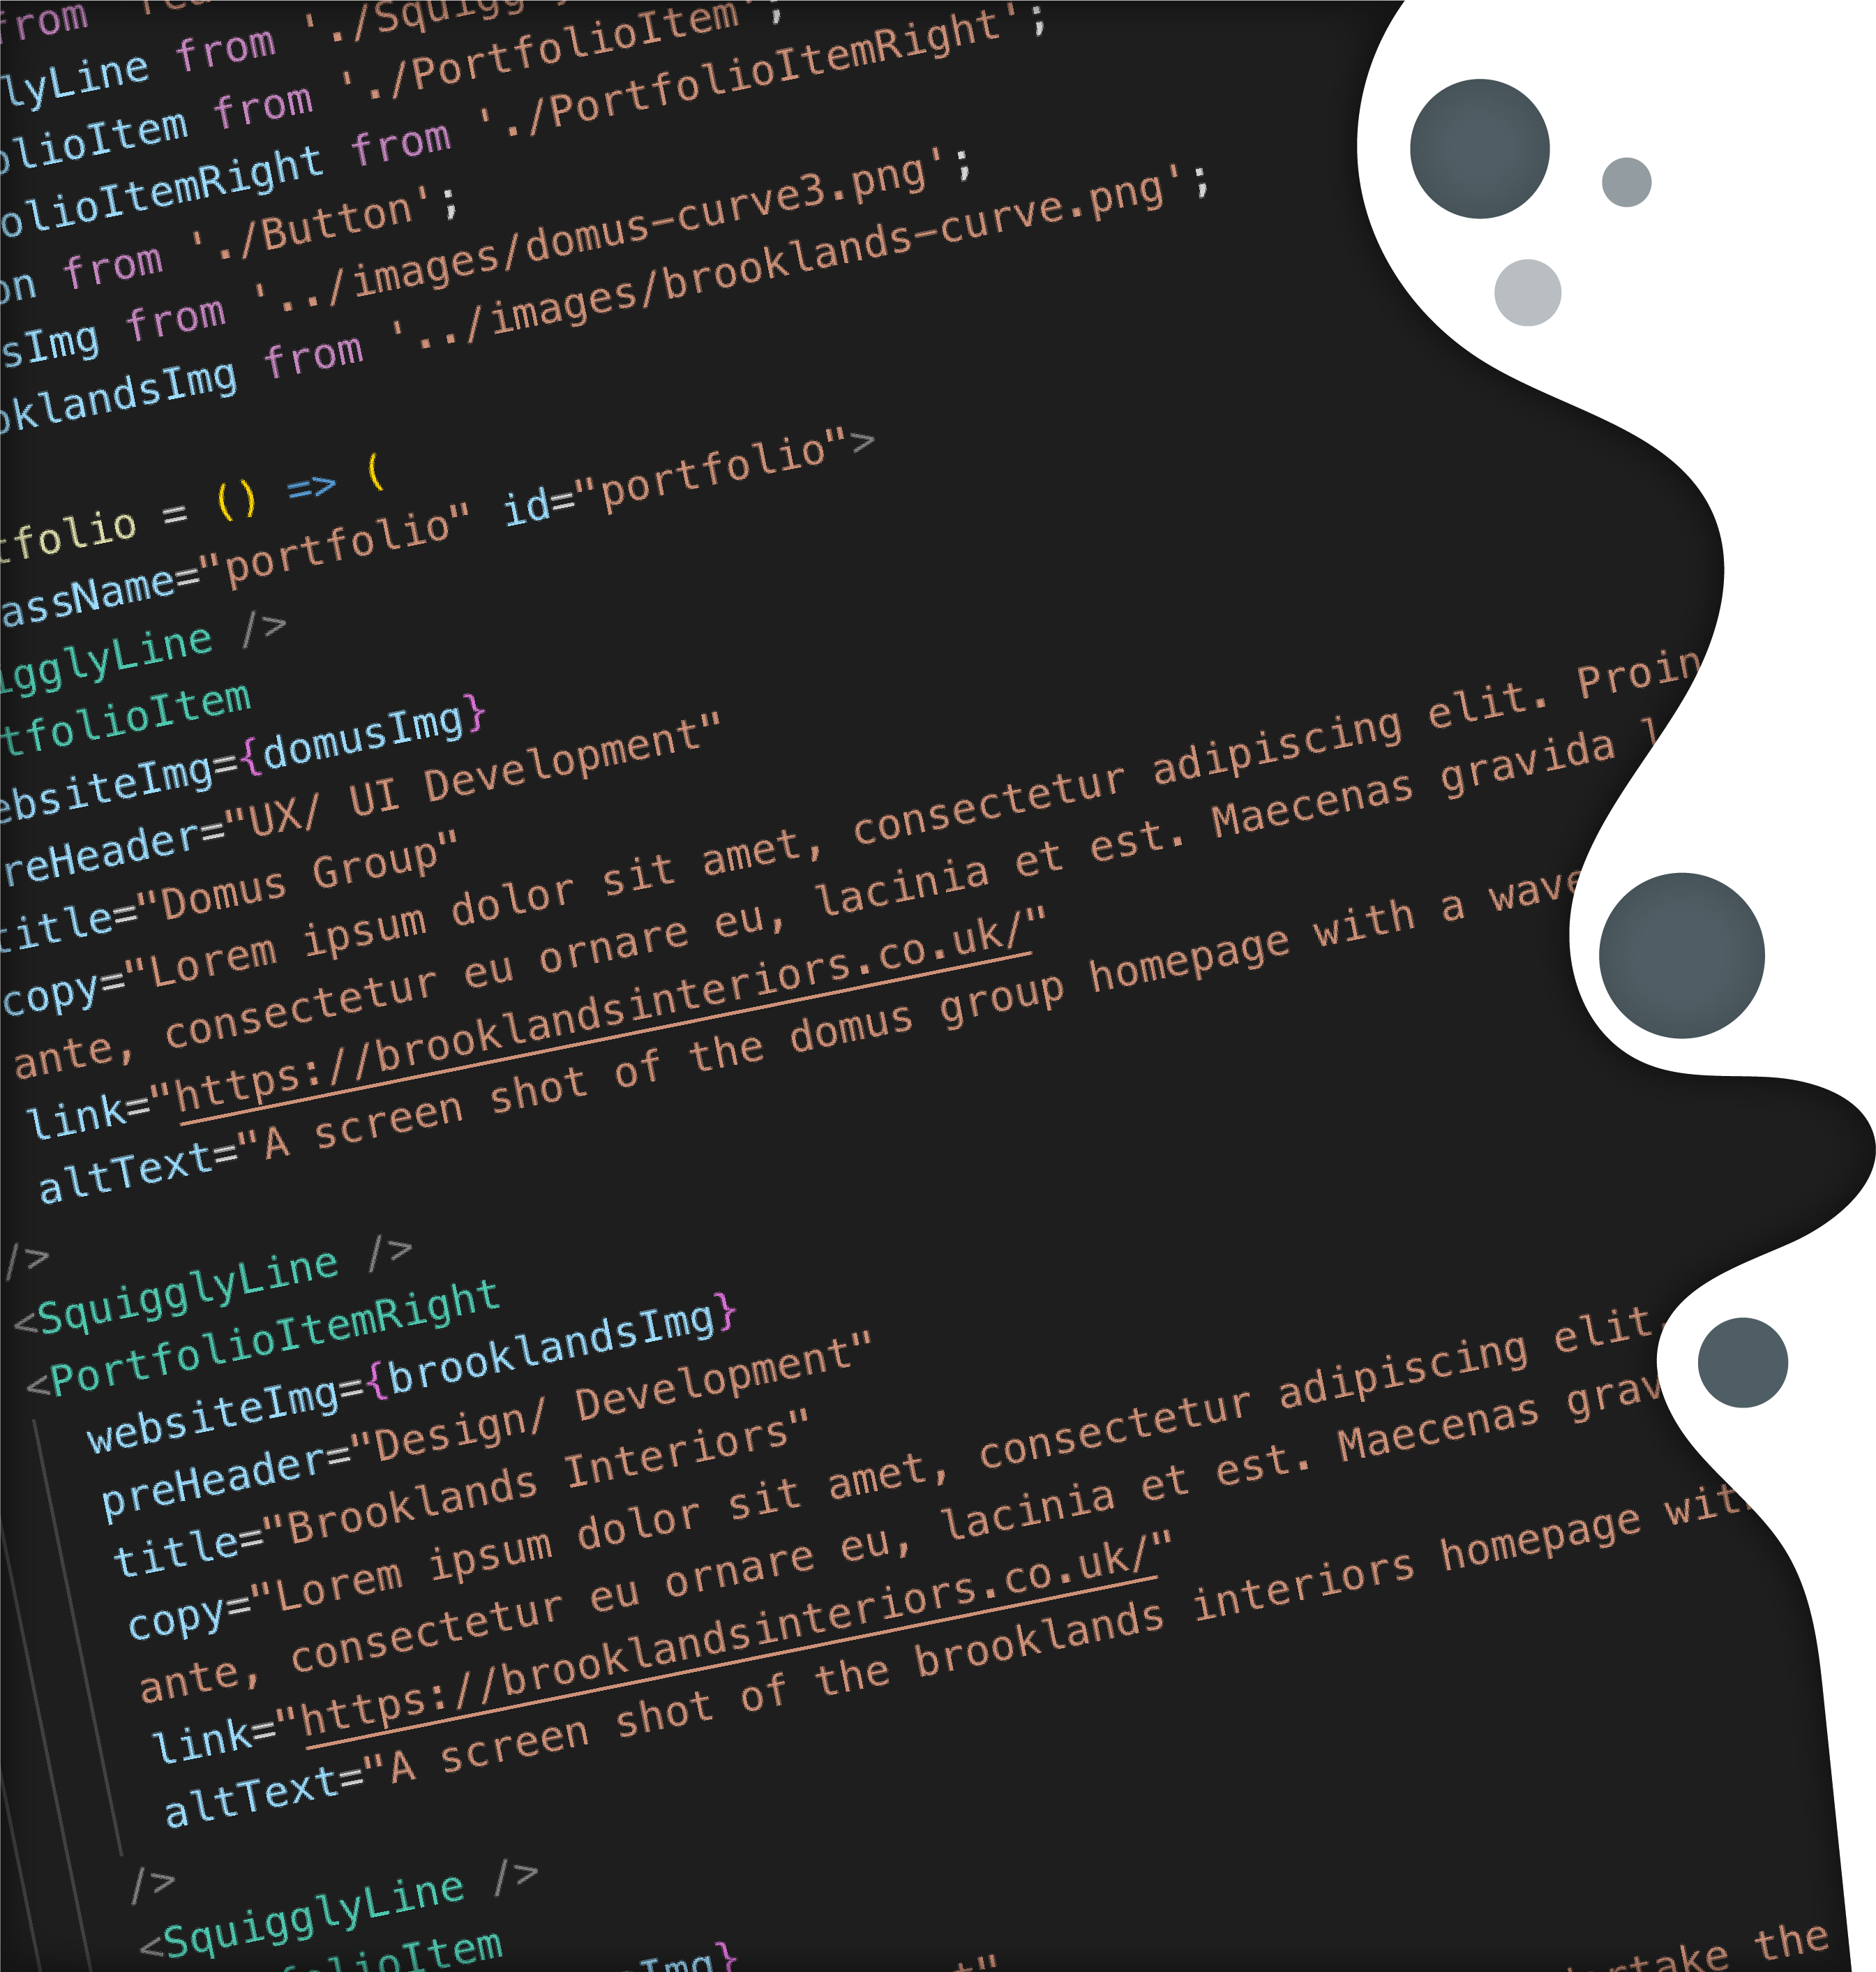 from
lyLine from './Squigg
olioItem from './PortfolioItem';
olioItemRight from './PortfolioItemRight';
on from './Button';
sImg from '../images/domus-curve3.png';
oklandsImg from '../images/brooklands-curve.png';
tfolio = () => (
assName="portfolio" id="portfolio">
igglyLine />
tfolioItem
ebsiteImg={domusImg}
reHeader="UX/ UI Development"
title="Domus Group"
copy="Lorem ipsum dolor sit amet, consectetur adipiscing elit. Proin
ante, consectetur eu ornare eu, lacinia et est. Maecenas gravida l
link="https://brooklandsinteriors.co.uk/"
altText="A screen shot of the domus group homepage with a wave
/>
<SquigglyLine />
<PortfolioItemRight
websiteImg={brooklandsImg}
preHeader="Design/ Development"
title="Brooklands Interiors"
copy="Lorem ipsum dolor sit amet, consectetur adipiscing elit.
ante, consectetur eu ornare eu, lacinia et est. Maecenas grav
link="https://brooklandsinteriors.co.uk/"
altText="A screen shot of the brooklands interiors homepage wit
/>
<SquigglyLine />
folioItem
Img}
t"
rtake the